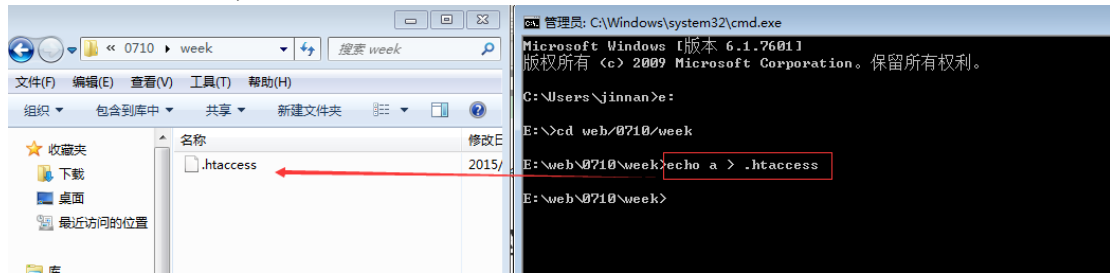 « 0710 ▸ week
搜索 week
文件(F) 编辑(E) 查看(V) 工具(T) 帮助(H)
组织 包含到库中 共享 新建文件夹
收藏夹
下载
桌面
最近访问的位置
库
名称
修改日
.htaccess
2015/
管理员: C:\Windows\system32\cmd.exe
Microsoft Windows [版本 6.1.7601]
版权所有 (c) 2009 Microsoft Corporation。保留所有权利。
C:\Users\jinnan>e:
E:\>cd web/0710/week
E:\web\0710\week>echo a > .htaccess
E:\web\0710\week>